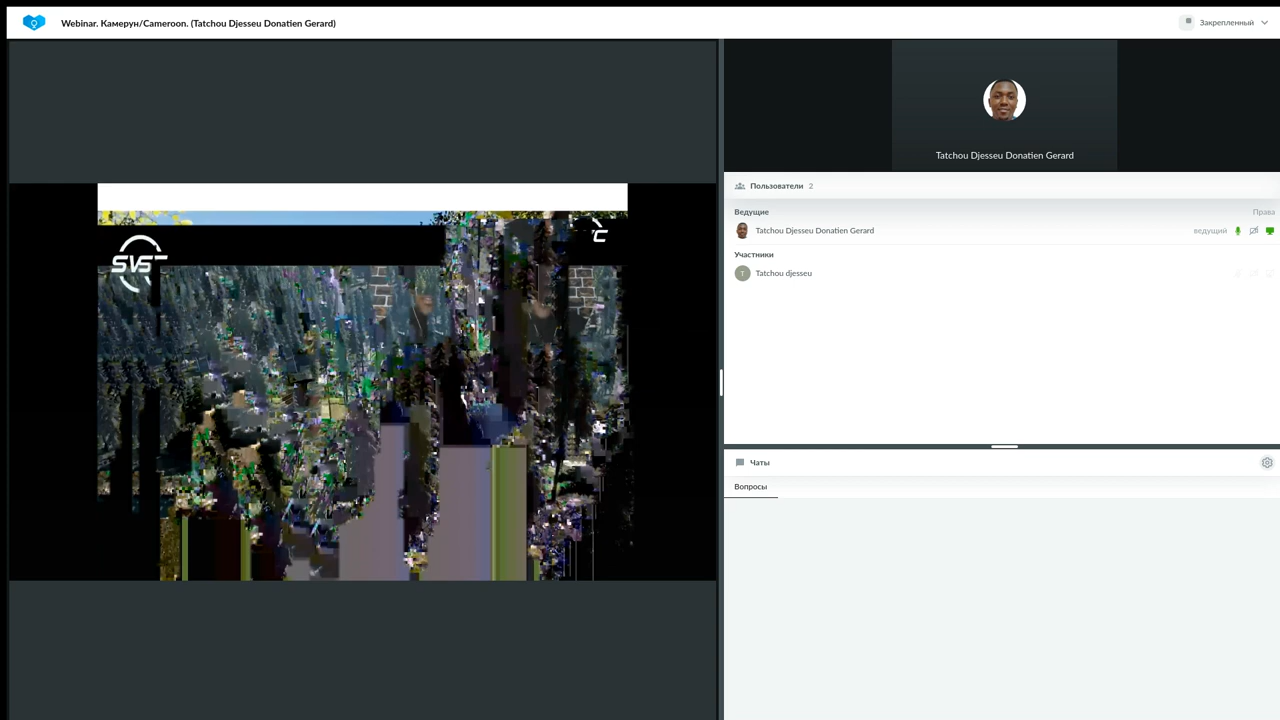 Webinar. Камерун/Cameroon. (Tatchou Djesseu Donatien Gerard)
Закрепленный
Tatchou Djesseu Donatien Gerard
Пользователи 2
Ведущие Права
Tatchou Djesseu Donatien Gerard ведущий
Участники
T Tatchou djesseu
Чаты
Вопросы